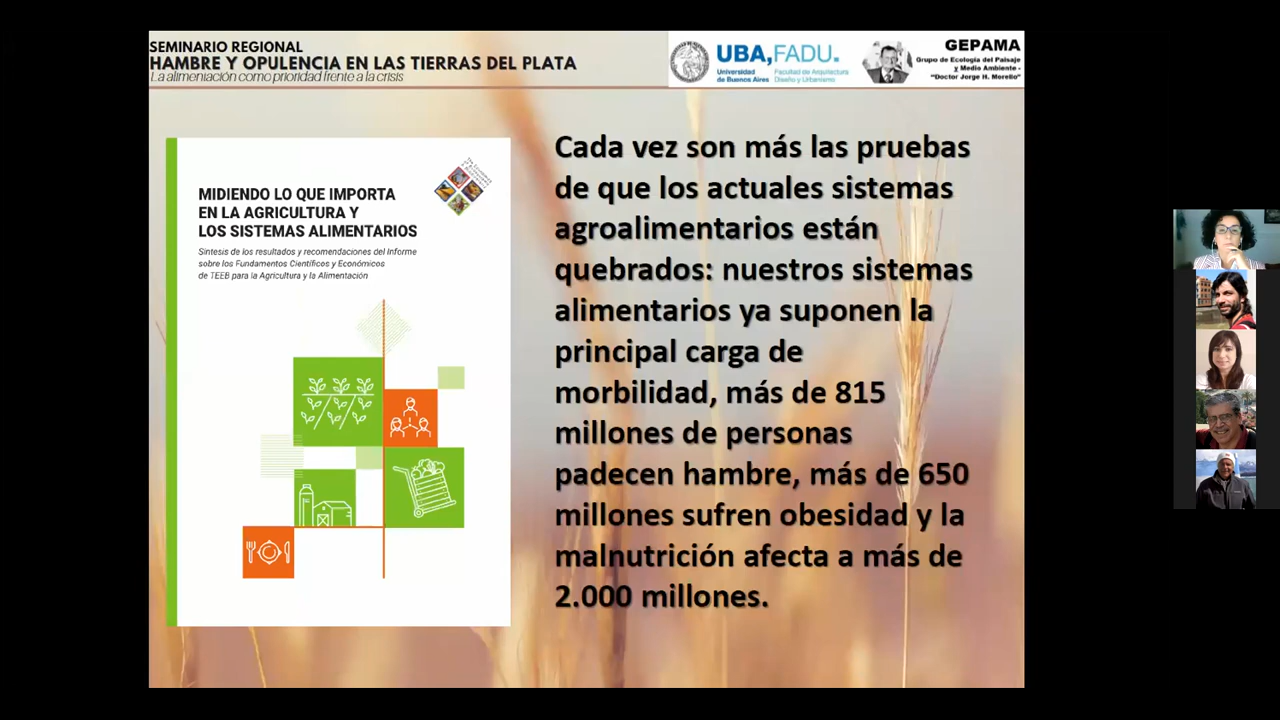 SEMINARIO REGIONAL
HAMBRE Y OPULENCIA EN LAS TIERRAS DEL PLATA
La alimentación como prioridad frente a la crisis
UBA, FADU.
Universidad de Buenos Aires
Facultad de Arquitectura Diseño y Urbanismo
GEPAMA
Grupo de Ecología del Paisaje
y Medio Ambiente -
"Doctor Jorge H. Morello"
MIDIENDO LO QUE IMPORTA
EN LA AGRICULTURA Y
LOS SISTEMAS ALIMENTARIOS
Síntesis de los resultados y recomendaciones del Informe
sobre los Fundamentos Científicos y Económicos
de TEEB para la Agricultura y la Alimentación
Cada vez son más las pruebas
de que los actuales sistemas
agroalimentarios están
quebrados: nuestros sistemas
alimentarios ya suponen la
principal carga de
morbilidad, más de 815
millones de personas
padecen hambre, más de 650
millones sufren obesidad y la
malnutrición afecta a más de
2.000 millones.